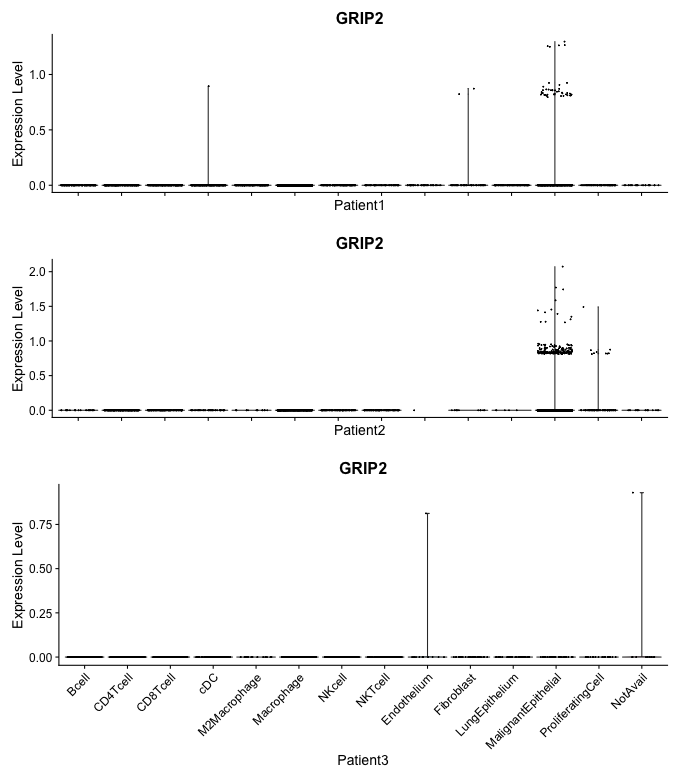 GRIP2
Expression Level
1.0
0.5
0.0
Patient1
GRIP2
Expression Level
2.0
1.5
1.0
0.5
0.0
Patient2
GRIP2
Expression Level
0.75
0.50
0.25
0.00
Bcell
CD4Tcell
CD8Tcell
cDC
M2Macrophage
Macrophage
NKcell
NKTcell
Endothelium
Fibroblast
LungEpithelium
MalignantEpithelial
ProliferatingCell
NotAvail
Patient3